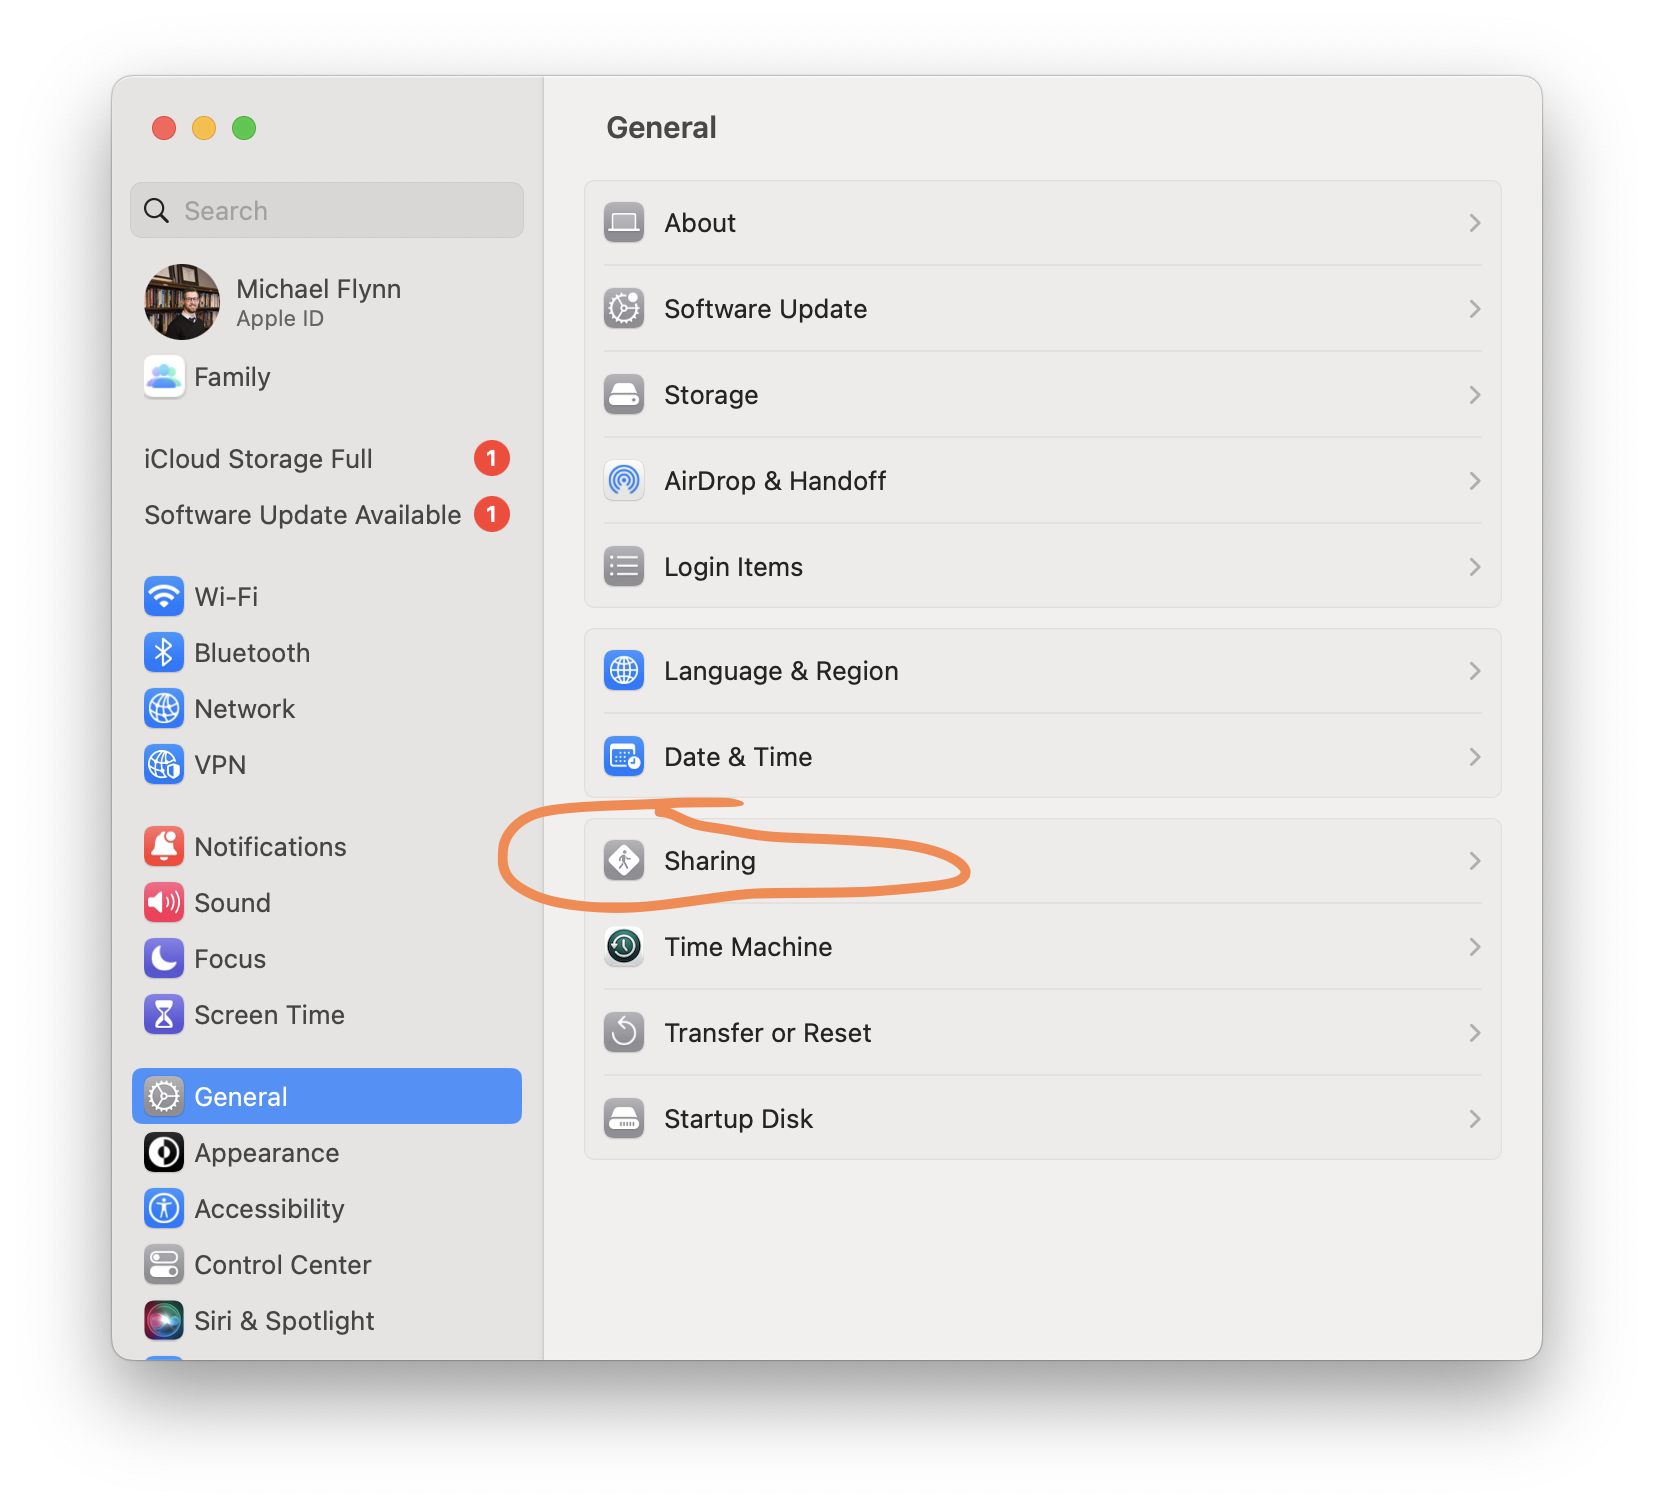 General
Search
Michael Flynn
Apple ID
Family
iCloud Storage Full 1
Software Update Available 1
Wi-Fi
Bluetooth
Network
VPN
Notifications
Sound
Focus
Screen Time
General
Appearance
Accessibility
Control Center
Siri & Spotlight
About
Software Update
Storage
AirDrop & Handoff
Login Items
Language & Region
Date & Time
Sharing
Time Machine
Transfer or Reset
Startup Disk